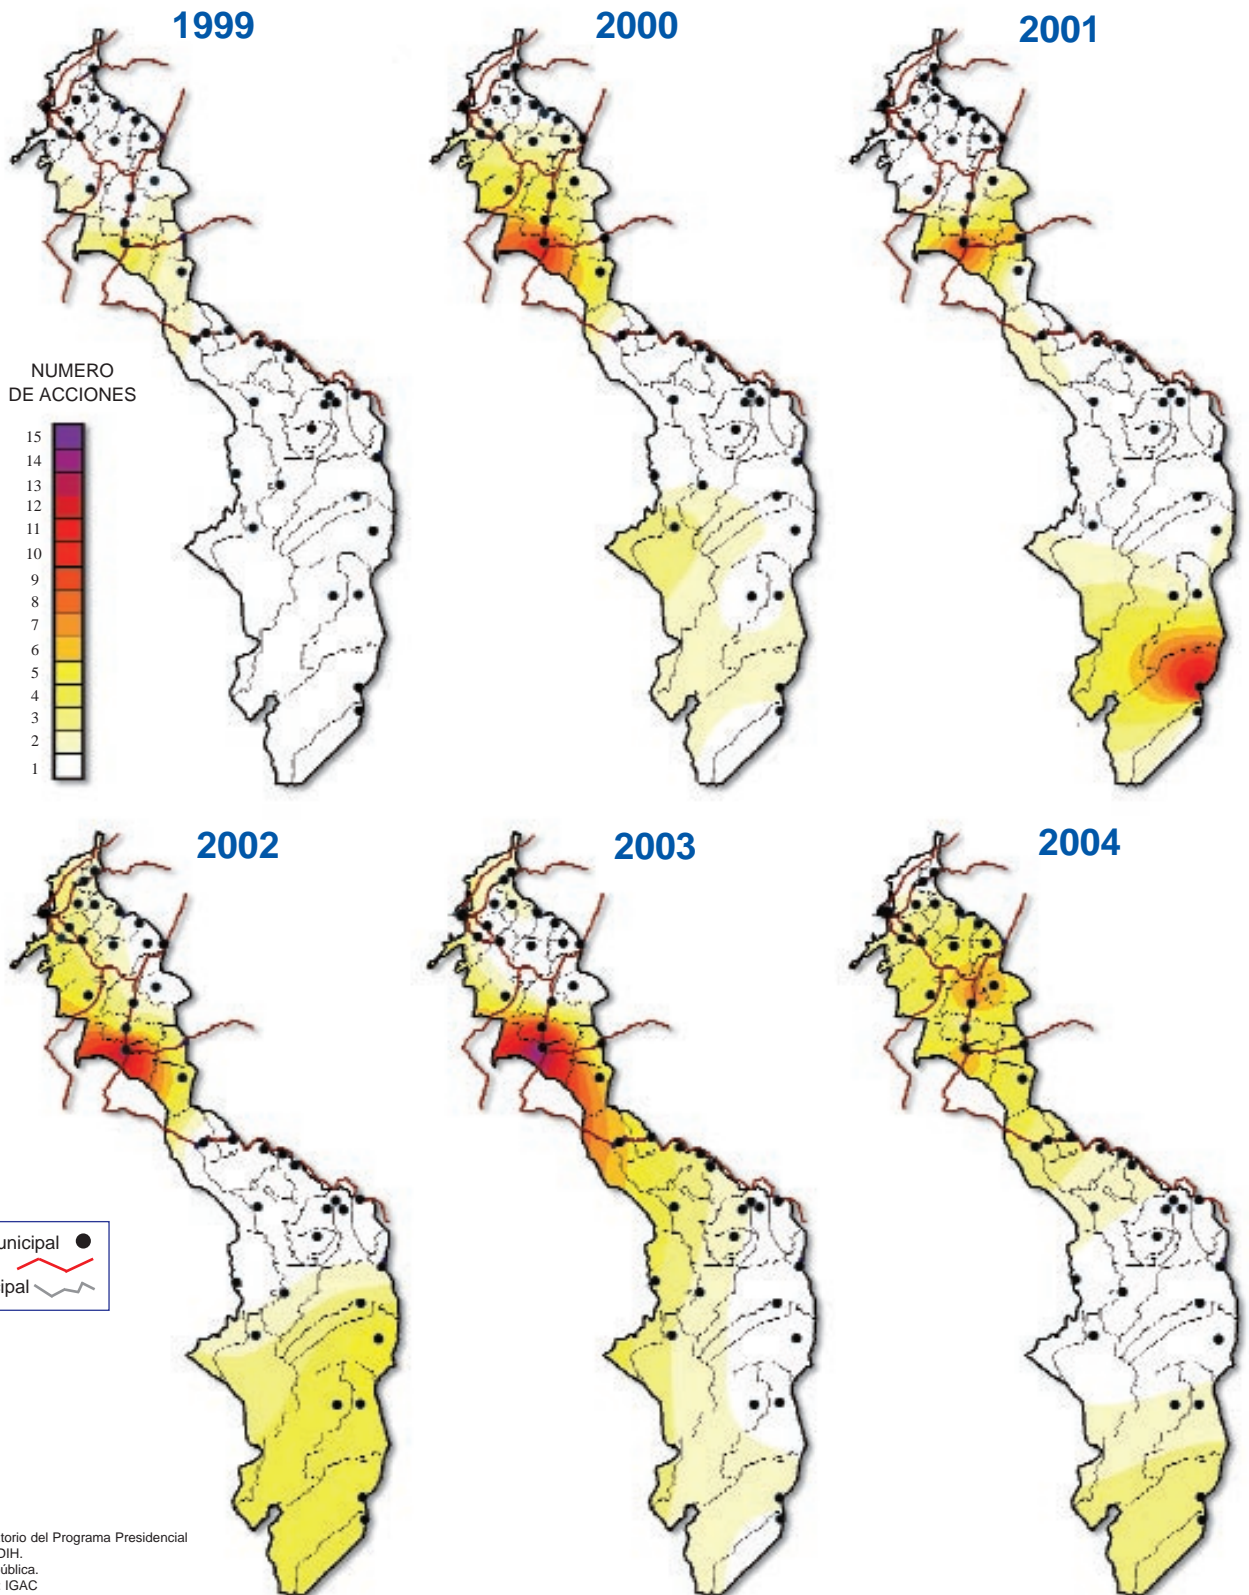 1999
2000
2001
NUMERO
DE ACCIONES
15
14
13
12
11
10
9
8
7
6
5
4
3
2
1
2002
2003
2004
unicipal
cipal
torio del Programa Presidencial
DIH.
ública.
IGAC